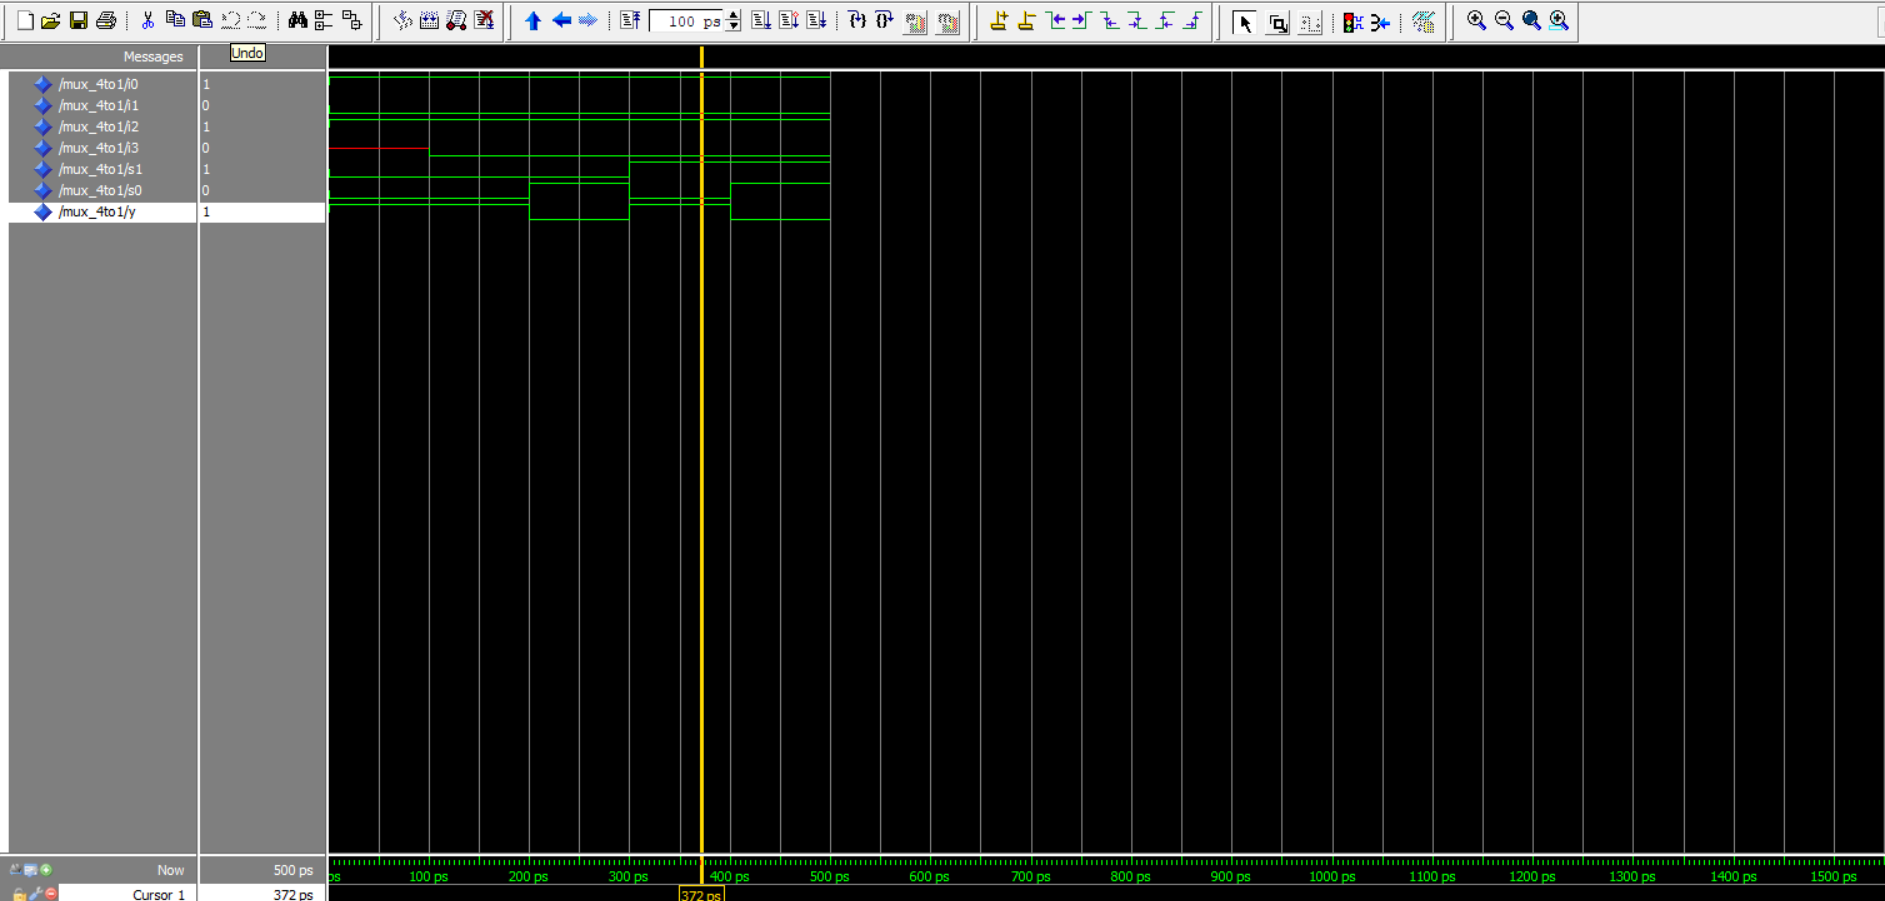 100 ps
Messages
Undo
/mux_4to1/i0 1
/mux_4to1/i1 0
/mux_4to1/i2 1
/mux_4to1/i3 0
/mux_4to1/s1 1
/mux_4to1/s0 0
/mux_4to1/y 1
Now 500 ps
ps 100 ps 200 ps 300 ps 400 ps 500 ps 600 ps 700 ps 800 ps 900 ps 1000 ps 1100 ps 1200 ps 1300 ps 1400 ps 1500 ps
Cursor 1 372 ps 372 ps